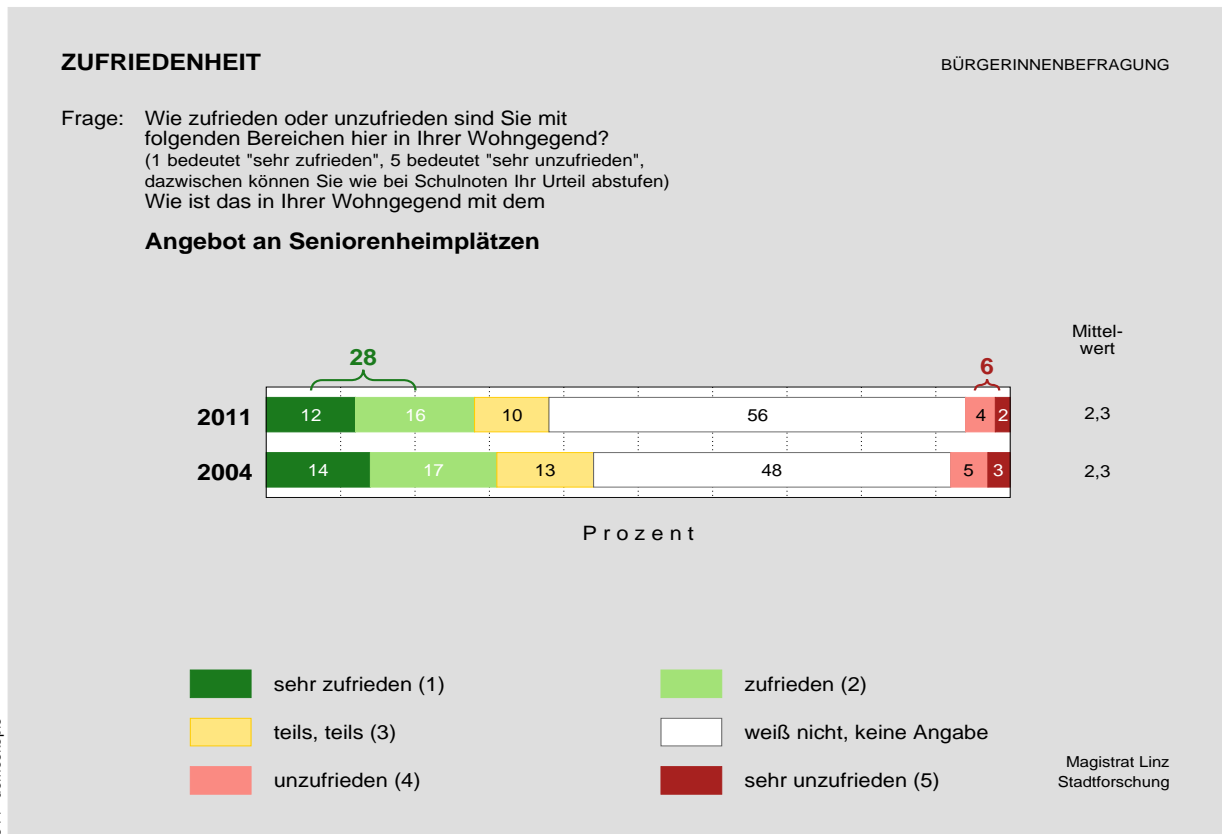 ZUFRIEDENHEIT
BÜRGERINNENBEFRAGUNG
Frage: Wie zufrieden oder unzufrieden sind Sie mit
folgenden Bereichen hier in Ihrer Wohngegend?
(1 bedeutet "sehr zufrieden", 5 bedeutet "sehr unzufrieden",
dazwischen können Sie wie bei Schulnoten Ihr Urteil abstufen)
Wie ist das in Ihrer Wohngegend mit dem
Angebot an Seniorenheimplätzen
Mittel-
wert
28
6
2011 12 16 10 56 4 2 2,3
2004 14 17 13 48 5 3 2,3
Prozent
sehr zufrieden (1)
zufrieden (2)
teils, teils (3)
weiß nicht, keine Angabe
unzufrieden (4)
sehr unzufrieden (5)
Magistrat Linz
Stadtforschung